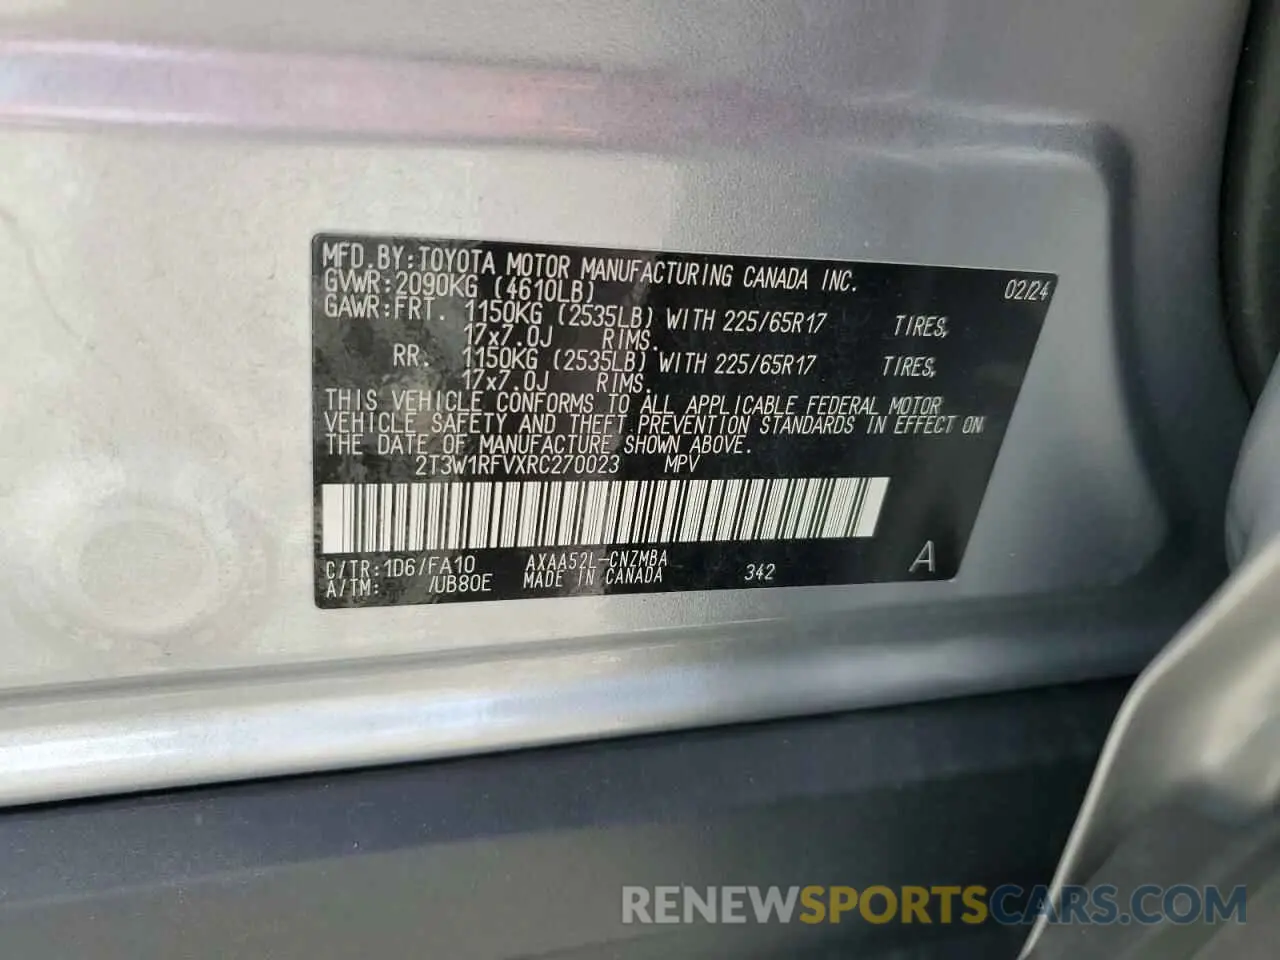 MFD.BY:TOYOTA MOTOR MANUFACTURING CANADA INC.
GVWR:2090KG (4610LB) 02/24
GAWR:FRT. 1150KG (2535LB) WITH 225/65R17 TIRES,
17x7.0J RIMS.
RR. 1150KG (2535LB) WITH 225/65R17 TIRES,
17x7.0J RIMS.
THIS VEHICLE CONFORMS TO ALL APPLICABLE FEDERAL MOTOR
VEHICLE SAFETY AND THEFT PREVENTION STANDARDS IN EFFECT ON
THE DATE OF MANUFACTURE SHOWN ABOVE.
2T3W1RFVXRC270023 MPV
C/TR:1D6/FA10 AXAA52L-CNZMBA
A/TM: /UB80E MADE IN CANADA 342 A
RENEWSPORTSCARS.COM